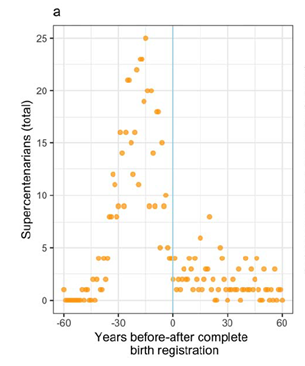 a
Supercentenarians (total)
25
20
15
10
5
0
-60 -30 0 30 60
Years before-after complete
birth registration